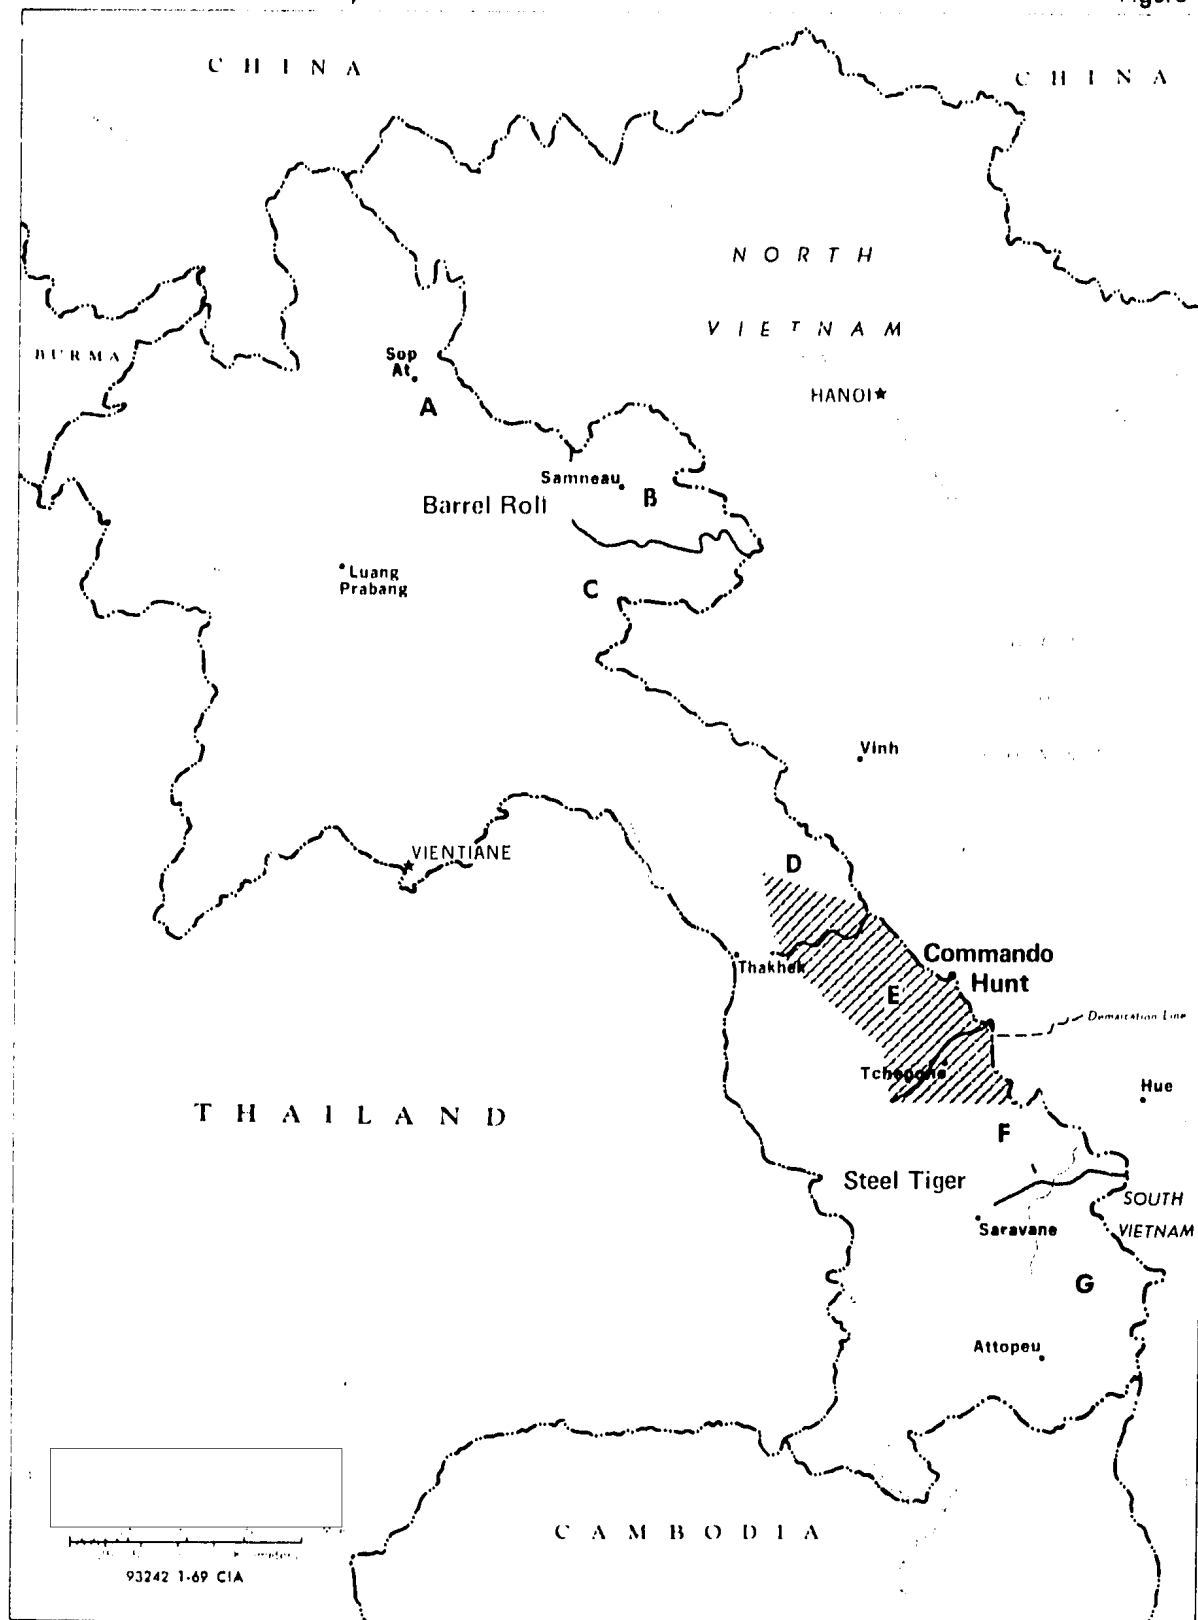 Figure
CHINA
CHINA
NORTH
VIETNAM
BURMA
Sop
At
A
HANOI
Samneau
B
Barrel Roll
Luang
Prabang
C
Vinh
VIENTIANE
D
Commando
Hunt
Thakhek
E
Demarcation Line
Tchepone
Hue
THAILAND
F
Steel Tiger
SOUTH
VIETNAM
Saravane
G
Attopeu
CAMBODIA
93242 1-69 CIA